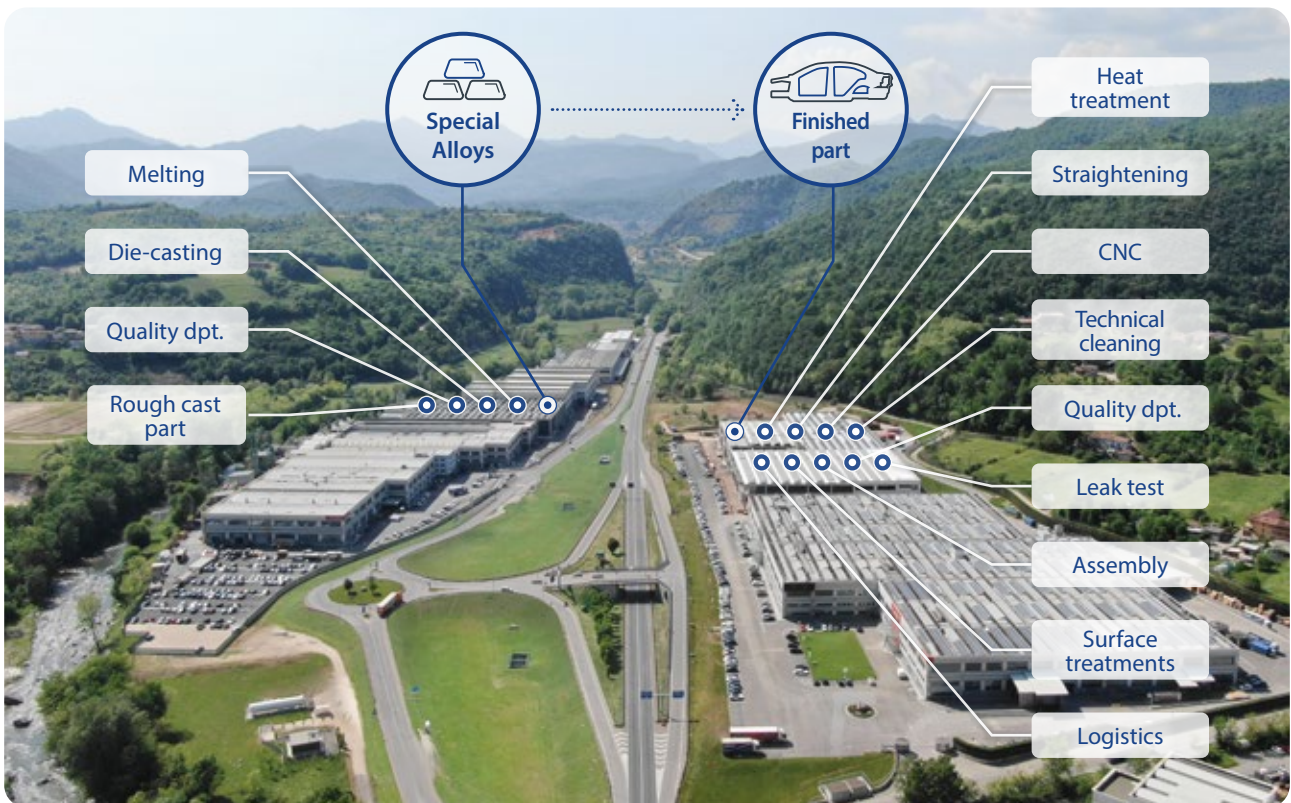 Special
Alloys
Finished
part
Melting
Die-casting
Quality dpt.
Rough cast
part
Heat
treatment
Straightening
CNC
Technical
cleaning
Quality dpt.
Leak test
Assembly
Surface
treatments
Logistics